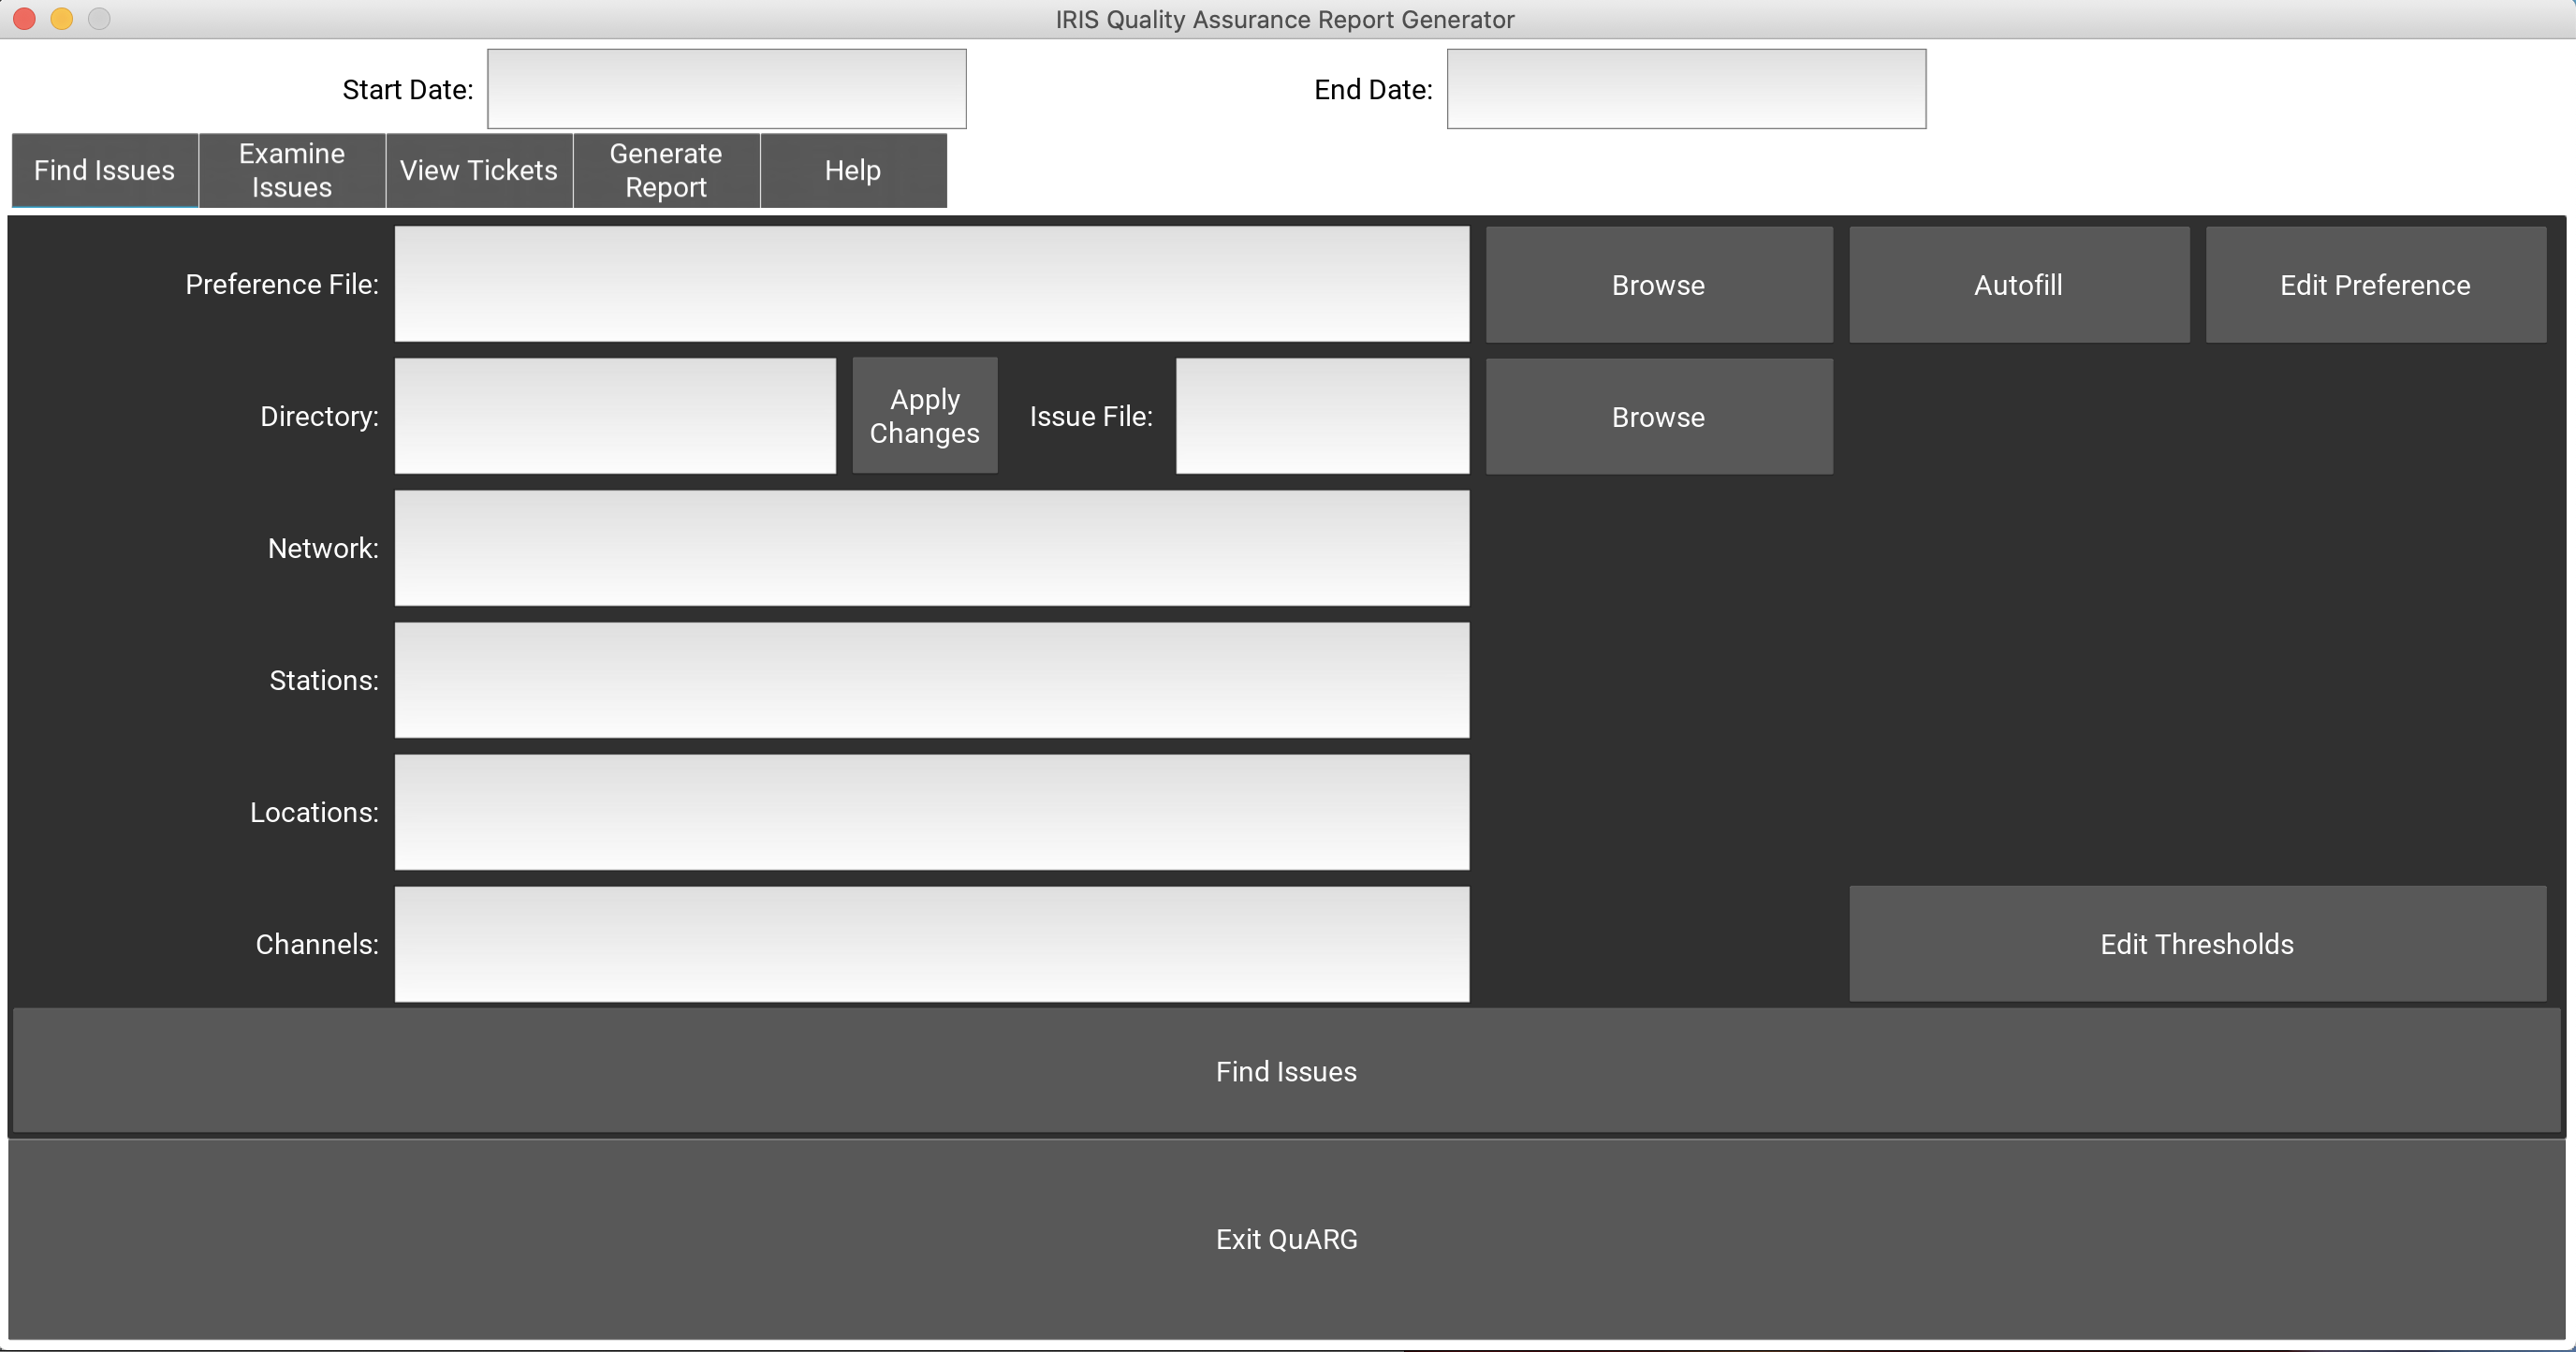 IRIS Quality Assurance Report Generator
Start Date:
End Date:
Find Issues
Examine
Issues
View Tickets
Generate
Report
Help
Preference File:
Browse
Autofill
Edit Preference
Directory:
Apply
Changes
Issue File:
Browse
Network:
Stations:
Locations:
Channels:
Edit Thresholds
Find Issues
Exit QuARG